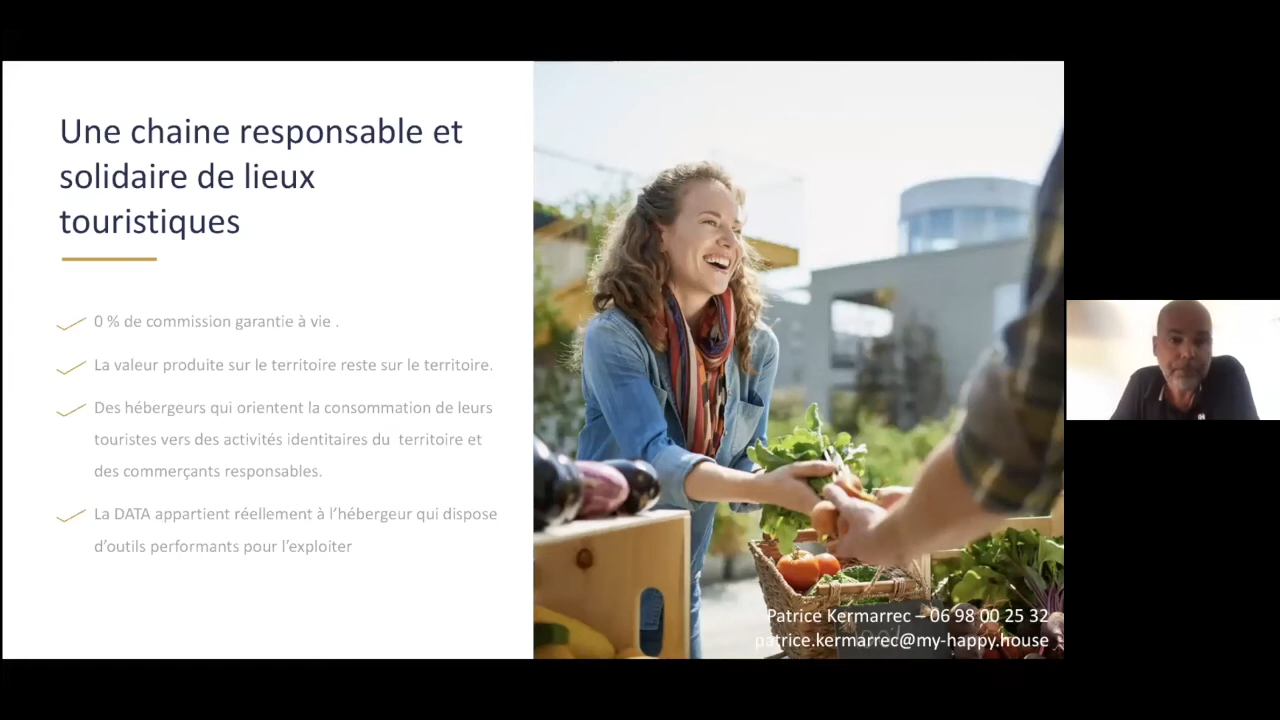 Une chaine responsable et
solidaire de lieux
touristiques
0 % de commission garantie à vie .
La valeur produite sur le territoire reste sur le territoire.
Des hébergeurs qui orientent la consommation de leurs
touristes vers des activités identitaires du  territoire et
des commerçants responsables.
La DATA appartient réellement à l’hébergeur qui dispose
d’outils performants pour l’exploiter
Patrice Kermarrec – 06 98 00 25 32
patrice.kermarrec@my-happy.house